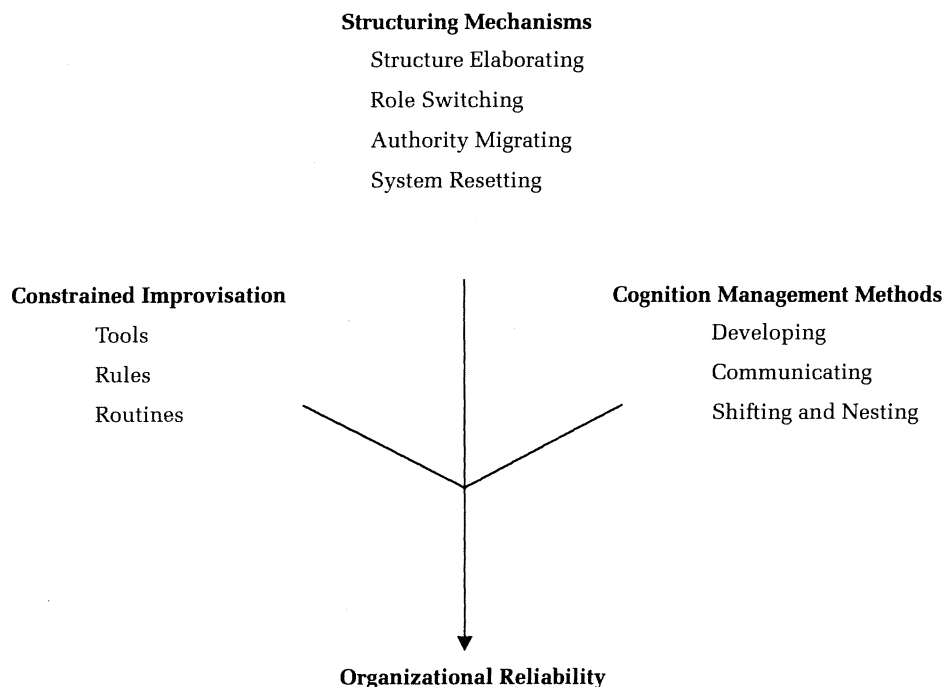 Structuring Mechanisms
Structure Elaborating
Role Switching
Authority Migrating
System Resetting
Constrained Improvisation
Tools
Rules
Routines
Cognition Management Methods
Developing
Communicating
Shifting and Nesting
Organizational Reliability